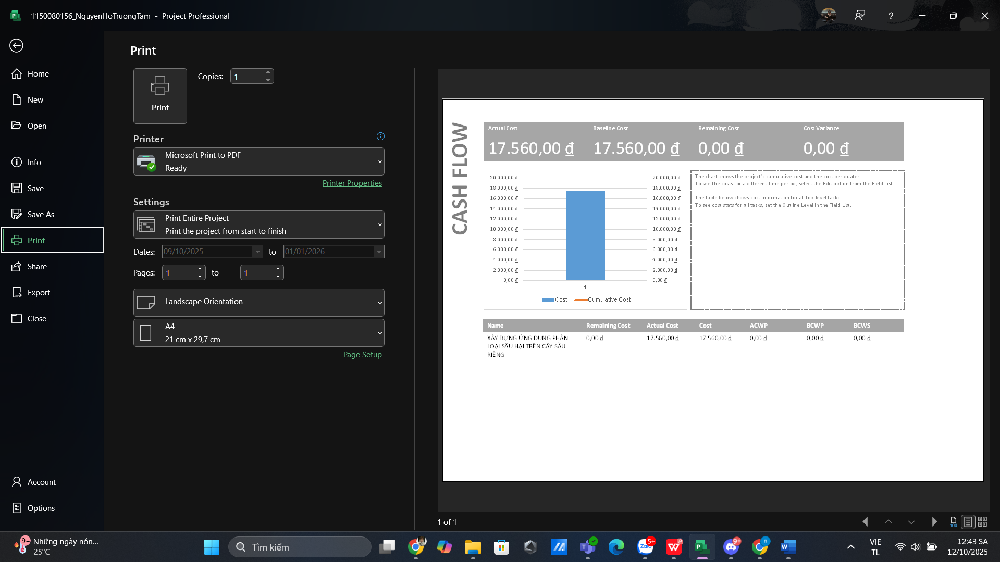 1150080156_NguyenHoTruongTam - Project Professional
?
Home
New
Open
Info
Save
Save As
Print
Share
Export
Close
Account
Options
Print
Print
Copies:
1
Printer
Microsoft Print to PDF
Ready
Printer Properties
Settings
Print Entire Project
Print the project from start to finish
Dates:
09/10/2025
to
01/01/2026
Pages:
1
to
1
Landscape Orientation
A4
21 cm x 29,7 cm
Page Setup
CASH FLOW
Actual Cost
Baseline Cost
Remaining Cost
Cost Variance
17.560,00 ₫
17.560,00 ₫
0,00 ₫
0,00 ₫
20.000,00 ₫
18.000,00 ₫
16.000,00 ₫
14.000,00 ₫
12.000,00 ₫
10.000,00 ₫
8.000,00 ₫
6.000,00 ₫
4.000,00 ₫
2.000,00 ₫
0,00 ₫
20.000,00 ₫
18.000,00 ₫
16.000,00 ₫
14.000,00 ₫
12.000,00 ₫
10.000,00 ₫
8.000,00 ₫
6.000,00 ₫
4.000,00 ₫
2.000,00 ₫
0,00 ₫
4
Cost
Cumulative Cost
The chart shows the project's cumulative cost and the cost per quater.
To see the costs for a different time period, select the Edit option from the Field List.
The table below shows cost information for all top-level tasks.
To see cost stats for all tasks, set the Outline Level in the Field List.
Name Remaining Cost Actual Cost Cost ACWP BCWP BCWS
XÂY DỰNG ỨNG DỤNG PHÂN 0,00 ₫ 17.560,00 ₫ 17.560,00 ₫ 0,00 ₫ 0,00 ₫ 0,00 ₫
LOẠI SÂU HẠI TRÊN CÂY SẦU
RIÊNG
1 of 1
100
9+
Những ngày nón...
25°C
Tìm kiếm
Zalo
5+
9+
n
VIE
TL
12:43 SA
12/10/2025